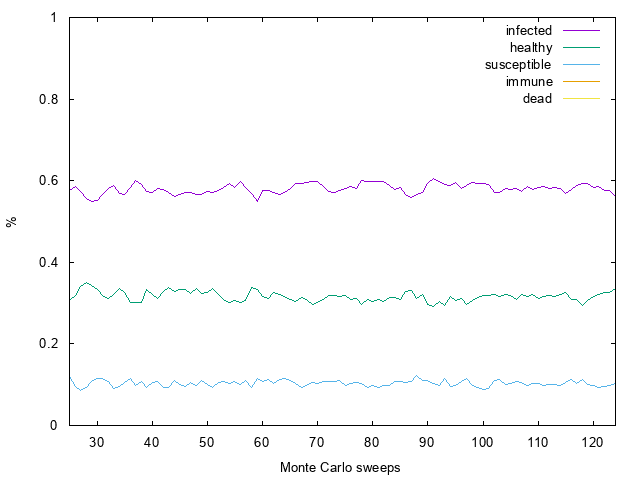 1
infected
healthy
susceptible
immune
dead
0.8
0.6
%
0.4
0.2
0
30 40 50 60 70 80 90 100 110 120
Monte Carlo sweeps